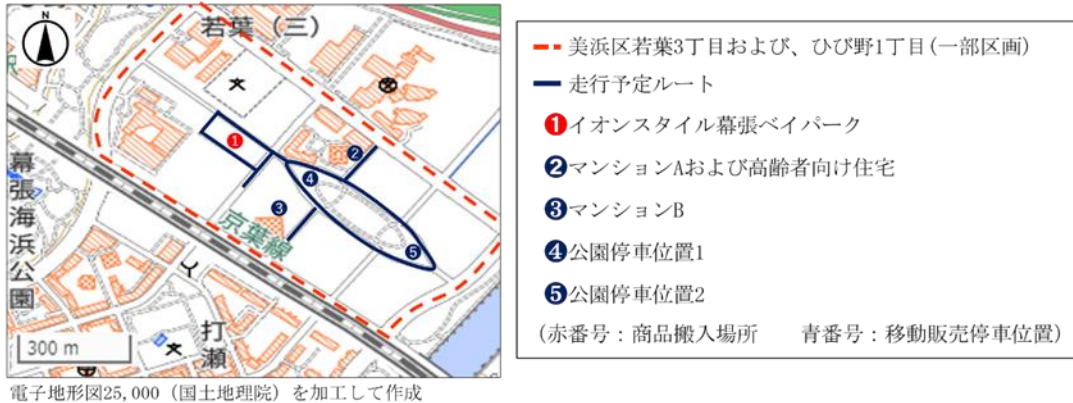 N
若葉(三)
幕張海浜公園
京葉線
打瀬
1
2
3
4
5
300 m
電子地形図25,000(国土地理院)を加工して作成
美浜区若葉3丁目および、ひび野1丁目(一部区画)
走行予定ルート
❶イオンスタイル幕張ベイパーク
❷マンションAおよび高齢者向け住宅
❸マンションB
❹公園停車位置1
❺公園停車位置2
(赤番号:商品搬入場所 青番号:移動販売停車位置)